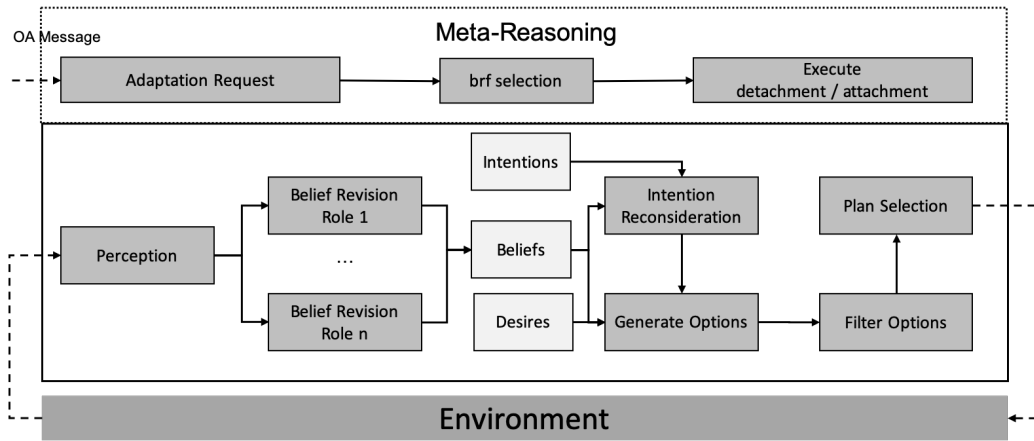 Meta-Reasoning
OA Message
Adaptation Request
brf selection
Execute
detachment / attachment
Intentions
Belief Revision
Role 1
Intention
Reconsideration
Plan Selection
Perception
...
Beliefs
Belief Revision
Role n
Desires
Generate Options
Filter Options
Environment